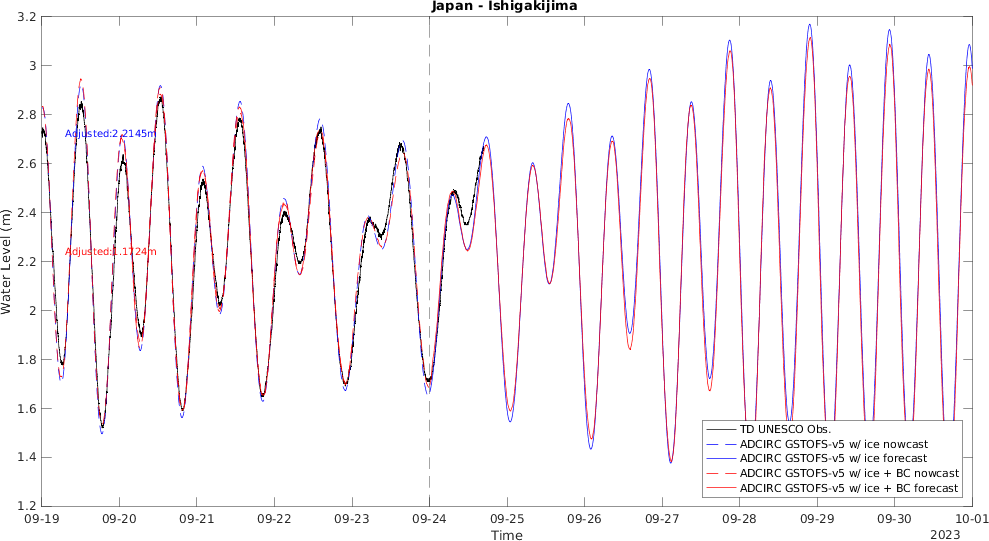 Japan - Ishigakijima
3.2
3
2.8
2.6
2.4
2.2
2
1.8
1.6
1.4
1.2
Water Level (m)
Adjusted:2.2145m
Adjusted:1.1724m
TD UNESCO Obs.
ADCIRC GSTOFS-v5 w/ ice nowcast
ADCIRC GSTOFS-v5 w/ ice forecast
ADCIRC GSTOFS-v5 w/ ice + BC nowcast
ADCIRC GSTOFS-v5 w/ ice + BC forecast
09-19 09-20 09-21 09-22 09-23 09-24 09-25 09-26 09-27 09-28 09-29 09-30 10-01
Time
2023